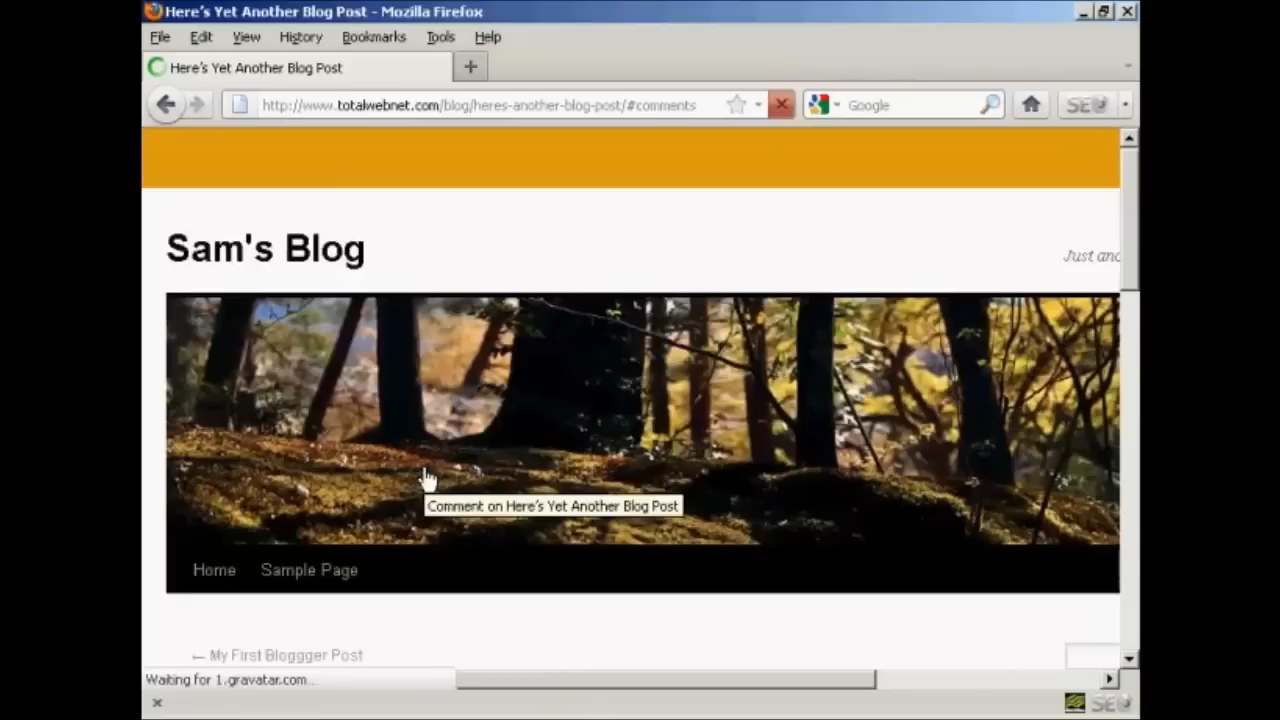 Here's Yet Another Blog Post - Mozilla Firefox
File Edit View History Bookmarks Tools Help
Here's Yet Another Blog Post
http://www.totalwebnet.com/blog/heres-another-blog-post/#comments
Google
Sam's Blog
Just ano
Comment on Here's Yet Another Blog Post
Home Sample Page
← My First Bloggger Post
Waiting for 1.gravatar.com...